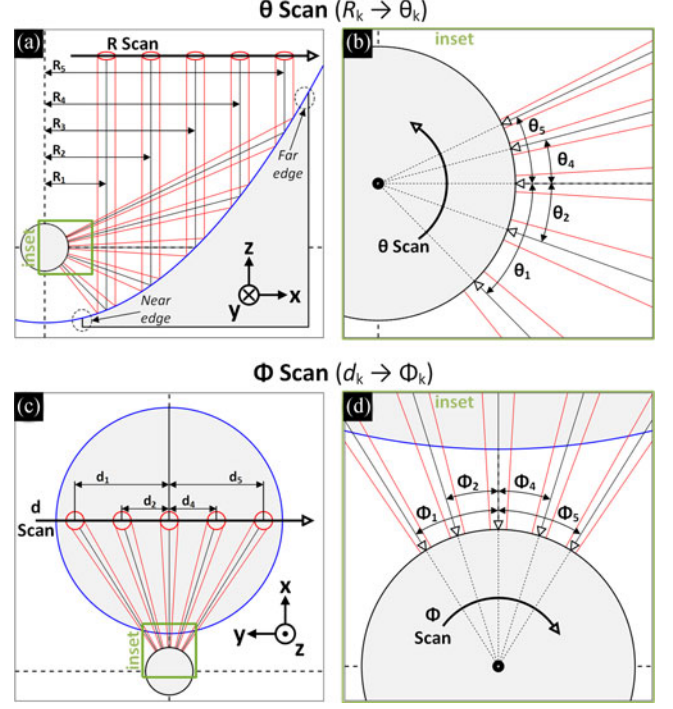 θ Scan (Rk → θk)
(a)
R Scan
R5
R4
R3
R2
R1
Far
edge
inset
z
x
y
Near
edge
(b)
inset
θ5
θ4
θ2
θ1
θ Scan
Φ Scan (dk → Φk)
(c)
d1
d5
d2
d4
d
Scan
inset
x
y
z
(d)
inset
Φ2
Φ4
Φ1
Φ5
Φ
Scan